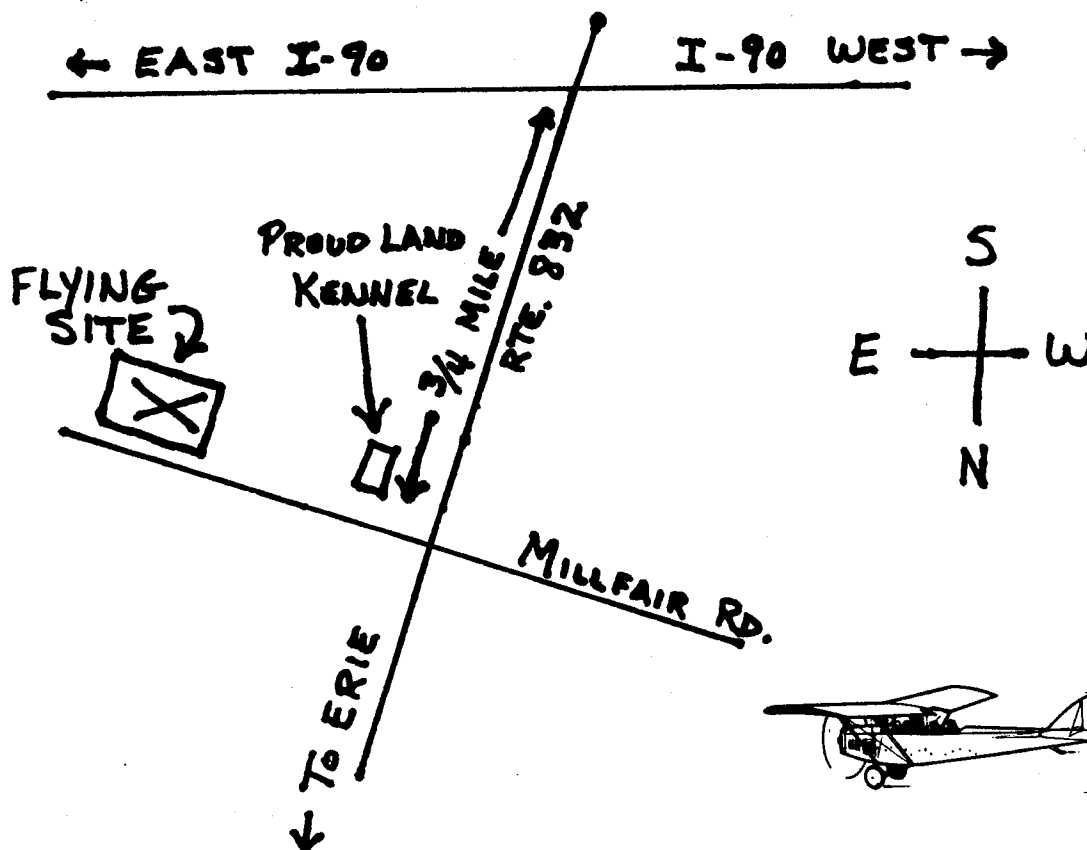 ← EAST I-90
I-90 WEST →
3/4 MILE
RTE. 832
PROUD LAND
KENNEL
FLYING
SITE
S
E
W
N
MILLFAIR RD.
← TO ERIE